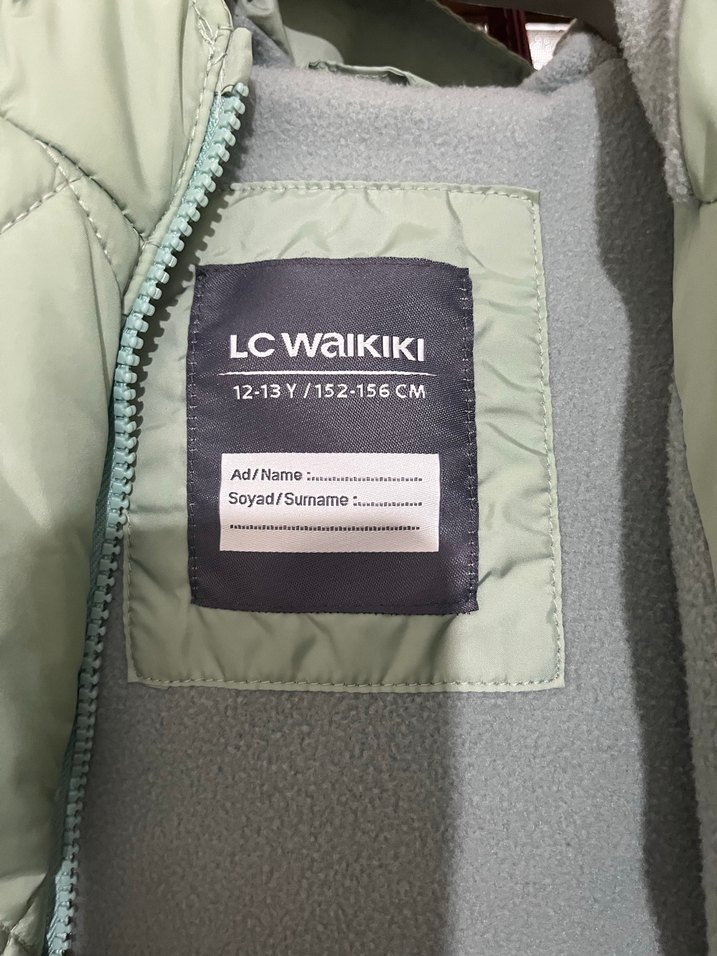 LC WAIKIKI
12-13 Y / 152-156 CM
Ad/Name :........................
Soyad/Surname :..............
........................................